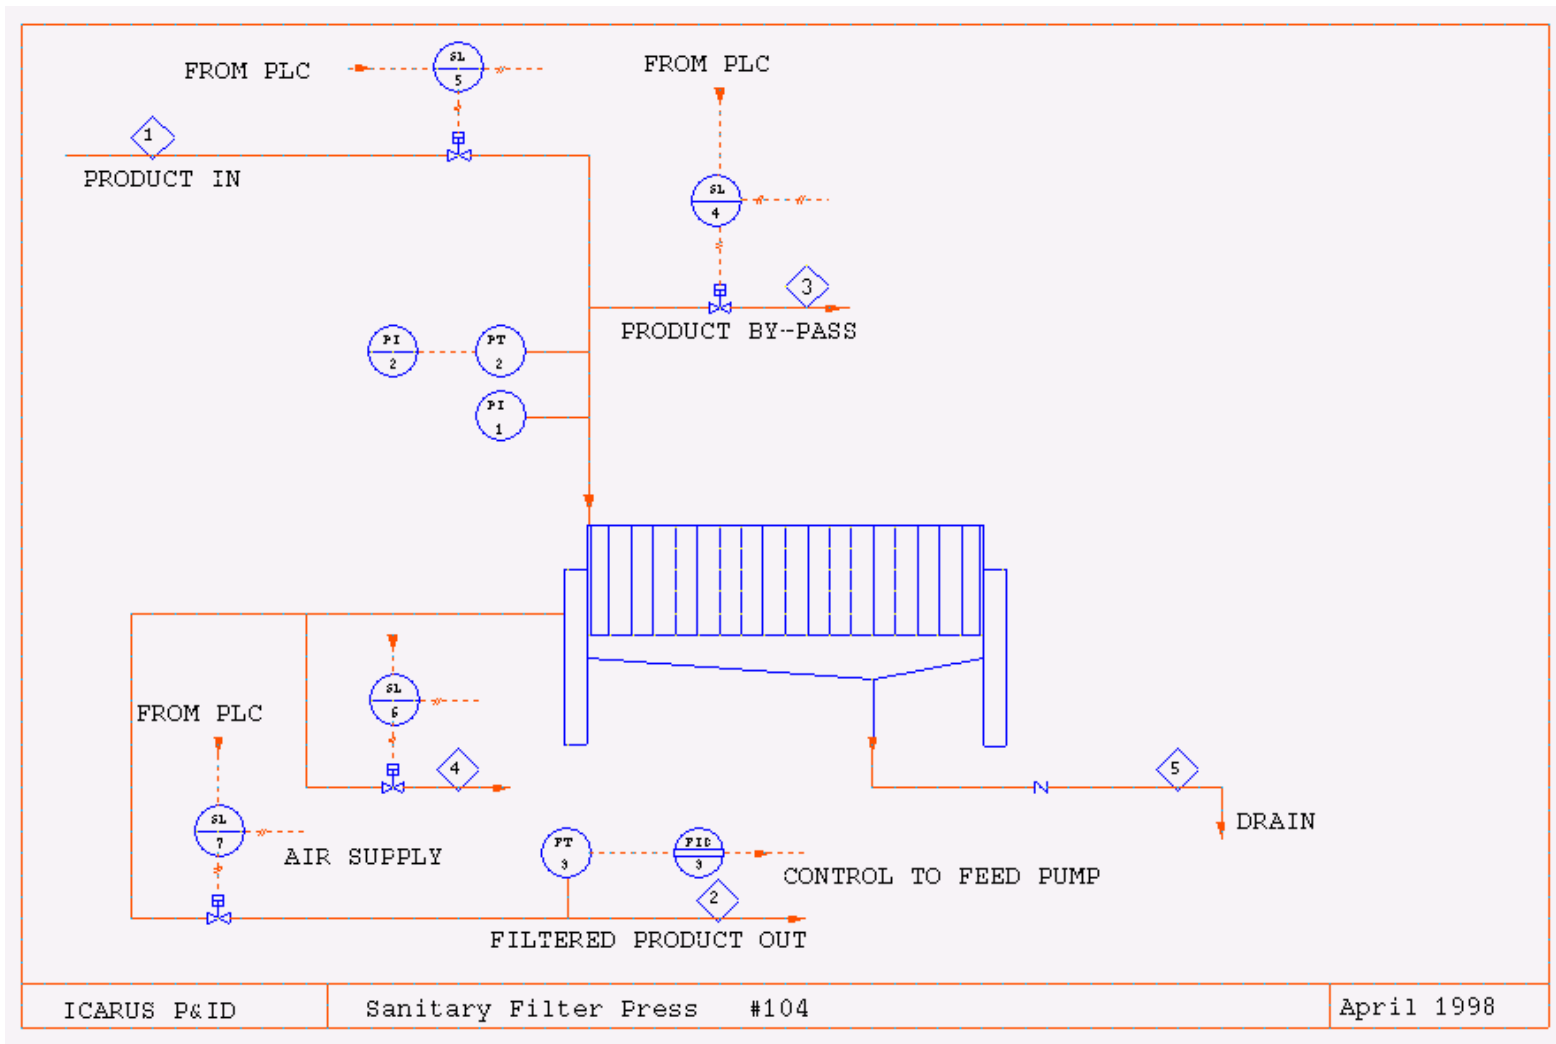 FROM PLC
SL
5
FROM PLC
1
PRODUCT IN
SL
4
3
PRODUCT BY--PASS
PI
2
PT
2
PI
1
SL
6
FROM PLC
4
5
SL
7
AIR SUPPLY
DRAIN
PT
3
PIC
3
CONTROL TO FEED PUMP
2
FILTERED PRODUCT OUT
ICARUS P&ID
Sanitary Filter Press #104
April 1998